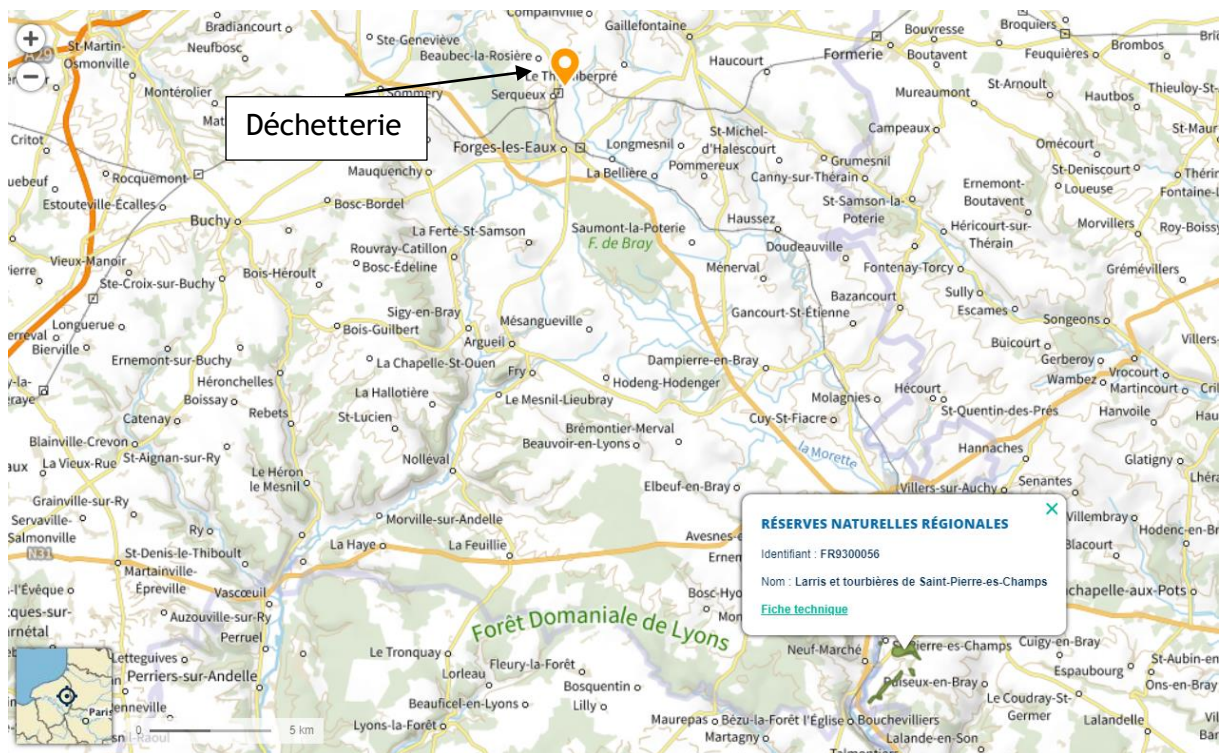 Bradiancourt
Compainville
Gaillefontaine
Bouvresse
Broquiers
St-Martin-
Osmonville
Neufbosc
Ste-Geneviève
Beaubec-la-Rosière
Haucourt
Formerie
Boutavent
Feuquières
Brombos
A29
Montérolier
Sommery
Serqueux
Mureaumont
St-Arnoult
Hautbos
Thieuloy-St-
Déchetterie
Critot
Forges-les-Eaux
Longmesnil
St-Michel-
d'Halescourt
Campeaux
Omécourt
St-Maur
Rocquemont
Mauquenchy
La Bellière
Pommereux
Canny-sur-Thérain
Grumesnil
St-Deniscourt
Loueuse
Estouteville-Écalles
Bosc-Bordel
Ernemont-
Boutavent
Fontaine-L
Buchy
La Ferté-St-Samson
Saumont-la-Poterie
F. de Bray
Haussez
St-Samson-la-
Poterie
Héricourt-sur-
Thérain
Morvillers
Roy-Boissy
Vieux-Manoir
Bois-Héroult
Rouvray-Catillon
Bosc-Édeline
Doudeauville
Ste-Croix-sur-Buchy
Menerval
Fontenay-Torcy
Grémévillers
Sigy-en-Bray
Bazancourt
Sully
Longuerue
Bois-Guilbert
Mésangueville
Gancourt-St-Étienne
Escames
Songeons
Bierville
Argueil
Buicourt
Villers-
Ernemont-sur-Buchy
La Chapelle-St-Ouen
Fry
Dampierre-en-Bray
Gerberoy
Vrocourt
Héronchelles
Hodeng-Hodenger
Wambez
Martincourt
Boissay
La Hallotière
Le Mesnil-Lieubray
Molagnies
Hécourt
Catenay
Rebets
St-Lucien
Cuy-St-Fiacre
St-Quentin-des-Prés
Hanvoile
Blainville-Crevon
Brémontier-Merval
Beauvoir-en-Lyons
Hannaches
La Vieux-Rue
St-Aignan-sur-Ry
Nolléval
la Morette
Glatigny
Le Héron
le Mesnil
Elbeuf-en-Bray
Villers-sur-Auchy
Senantes
Grainville-sur-Ry
Servaville-
Salmonville
Ry
Morville-sur-Andelle
RÉSERVES NATURELLES RÉGIONALES
Villembray
Hodenc-en-Br
N31
St-Denis-le-Thiboult
La Haye
La Feuillie
Identifiant : FR9300056
Blacourt
Martainville-
Épreville
Vascœuil
Nom : Larris et tourbières de Saint-Pierre-es-Champs
Fiche technique
Auzouville-sur-Ry
Perruel
Forêt Domaniale de Lyons
Le Tronquay
Neuf-Marché
Cuigy-en-Bray
Letteguives
Perriers-sur-Andelle
Lorleau
Fleury-la-Forêt
Espaubourg
St-Aubin-en
Puiseux-en-Bray
Ons-en-Bray
Paris
Beauficel-en-Lyons
Bosquentin
Lilly
Le Coudray-St-
Germer
5 km
Lyons-la-Forêt
Maurepas
Bézu-la-Forêt
l'Église
Bouchevilliers
Lalandelle
Martagny
Lalande-en-Son